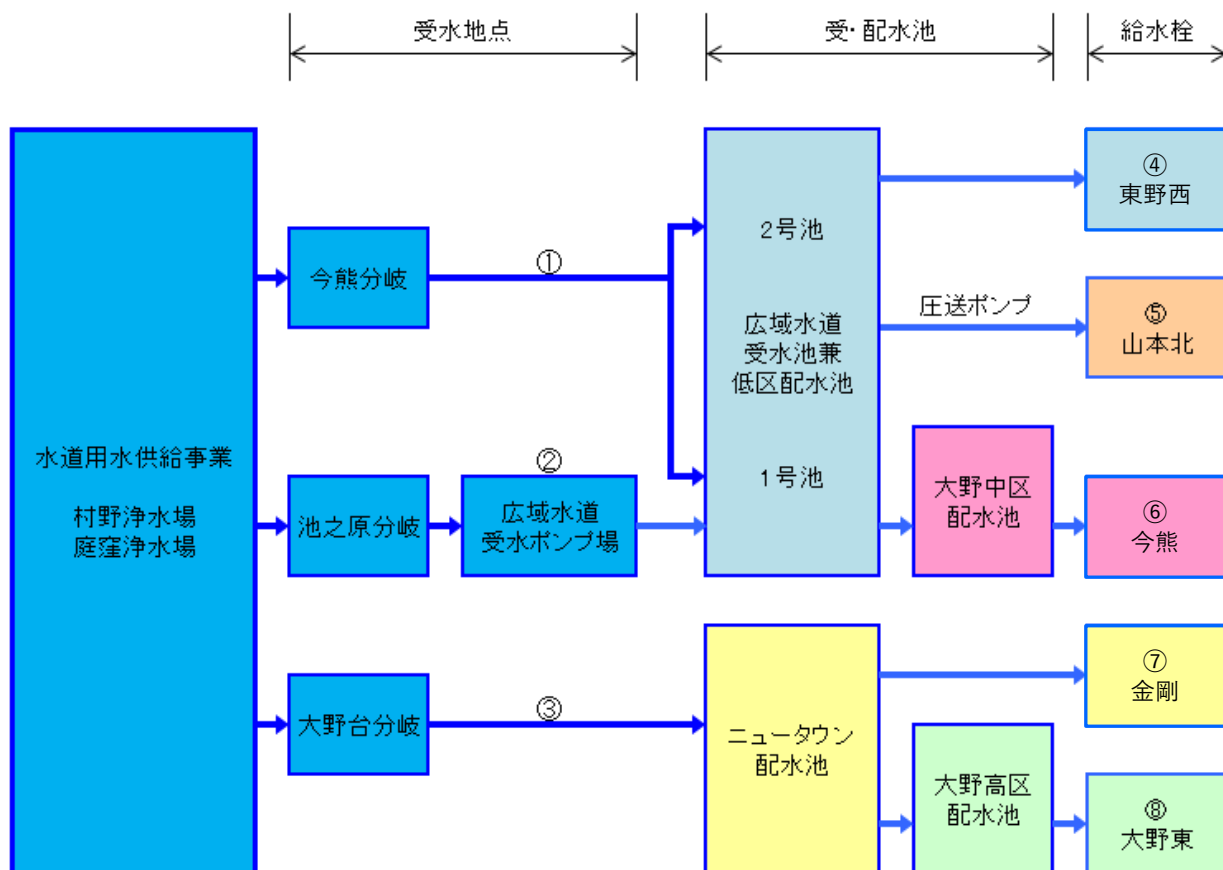 受水地点
受・配水池
給水栓
水道用水供給事業
村野浄水場
庭窪浄水場
今熊分岐
①
池之原分岐
②
広域水道
受水ポンプ場
大野台分岐
③
2号池
広域水道
受水池兼
低区配水池
1号池
圧送ポンプ
大野中区
配水池
ニュータウン
配水池
大野高区
配水池
④
東野西
⑤
山本北
⑥
今熊
⑦
金剛
⑧
大野東